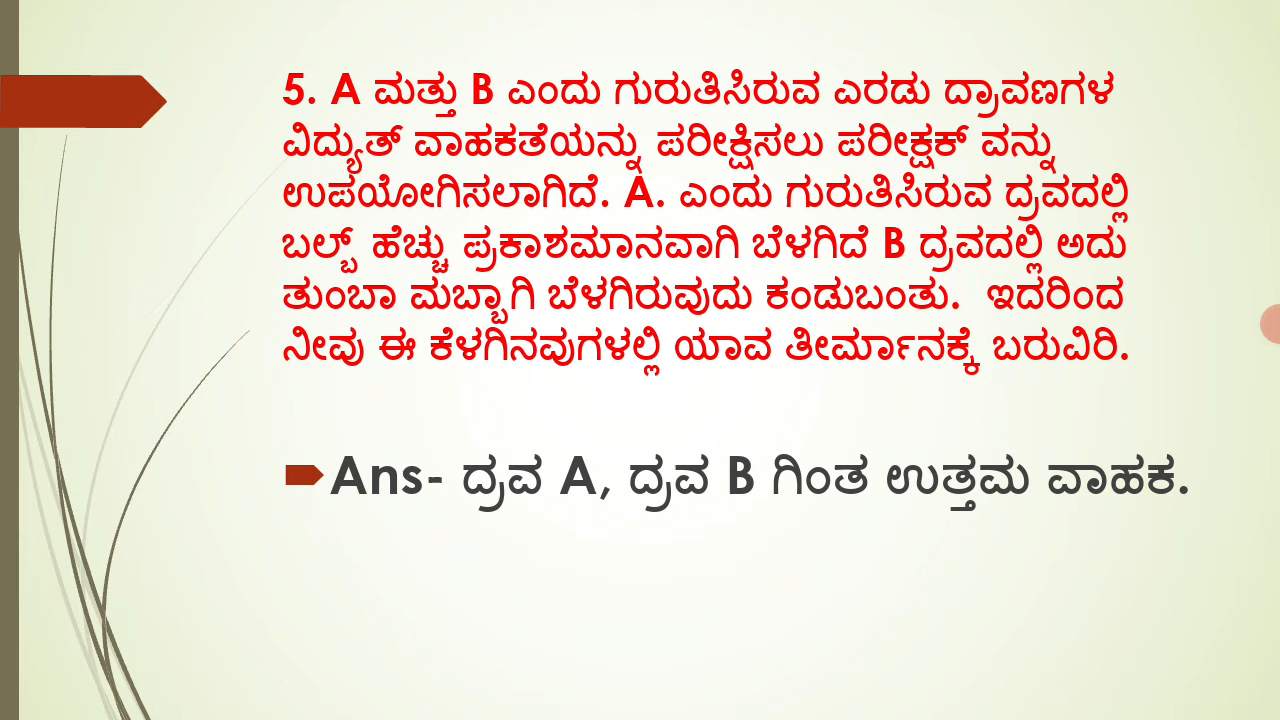 5. A ಮತ್ತು B ಎಂದು ಗುರುತಿಸಿರುವ ಎರಡು ದ್ರಾವಣಗಳ
ವಿದ್ಯುತ್ ವಾಹಕತೆಯನ್ನು ಪರೀಕ್ಷಿಸಲು ಪರೀಕ್ಷಕ್ ವನ್ನು
ಉಪಯೋಗಿಸಲಾಗಿದೆ. A. ಎಂದು ಗುರುತಿಸಿರುವ ದ್ರವದಲ್ಲಿ
ಬಲ್ಬ್ ಹೆಚ್ಚು ಪ್ರಕಾಶಮಾನವಾಗಿ ಬೆಳಗಿದೆ B ದ್ರವದಲ್ಲಿ ಅದು
ತುಂಬಾ ಮಬ್ಬಾಗಿ ಬೆಳಗಿರುವುದು ಕಂಡುಬಂತು. ಇದರಿಂದ
ನೀವು ಈ ಕೆಳಗಿನವುಗಳಲ್ಲಿ ಯಾವ ತೀರ್ಮಾನಕ್ಕೆ ಬರುವಿರಿ.
Ans- ದ್ರವ A, ದ್ರವ B ಗಿಂತ ಉತ್ತಮ ವಾಹಕ.